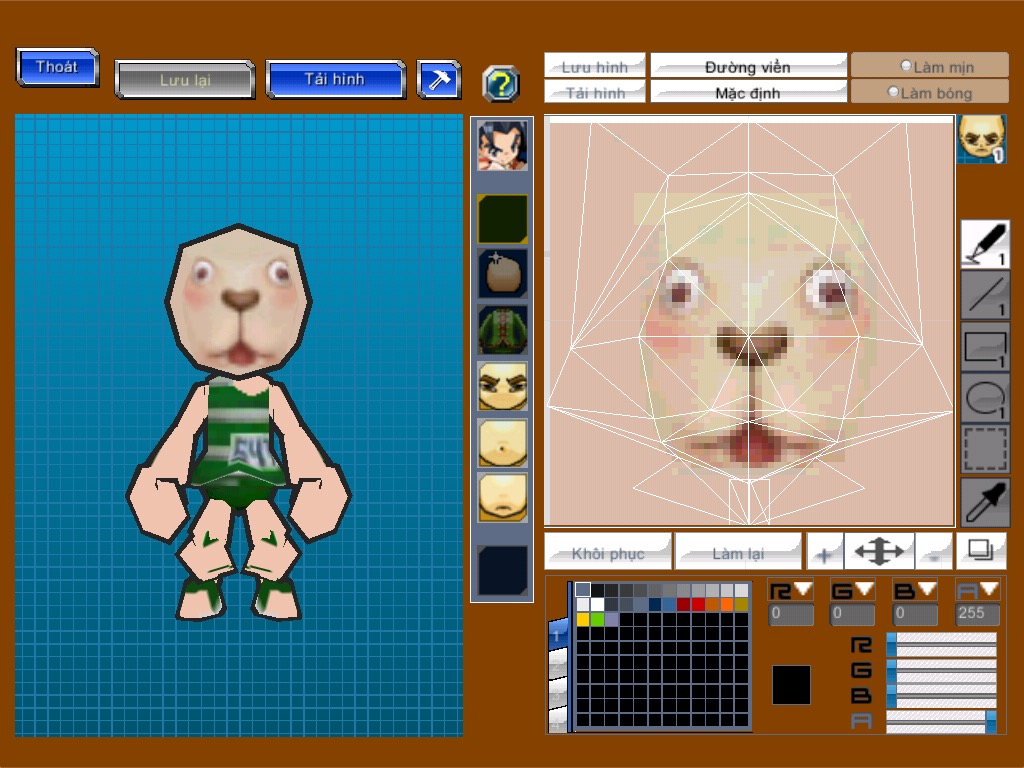 Thoát
Lưu lại
Tải hình
Lưu hình
Đường viền
Làm mịn
Tải hình
Mặc định
Làm bóng
1
1
1
1
1
Khôi phục
Làm lại
+
-
R
G
B
A
0
0
0
255
1
R
G
B
A